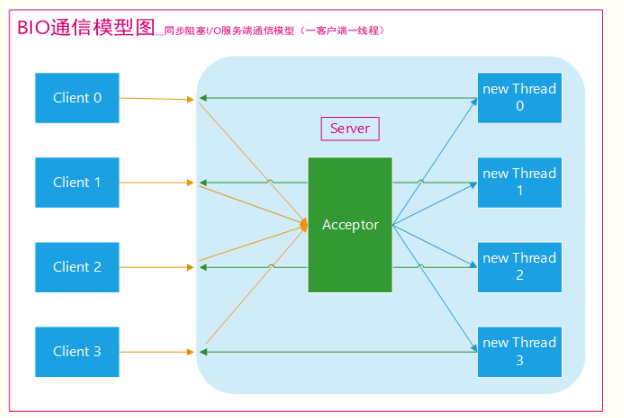 BIO通信模型图__同步阻塞I/O服务端通信模型（一客户端一线程）
Client 0
new Thread
0
Server
Client 1
new Thread
1
Acceptor
Client 2
new Thread
2
Client 3
new Thread
3